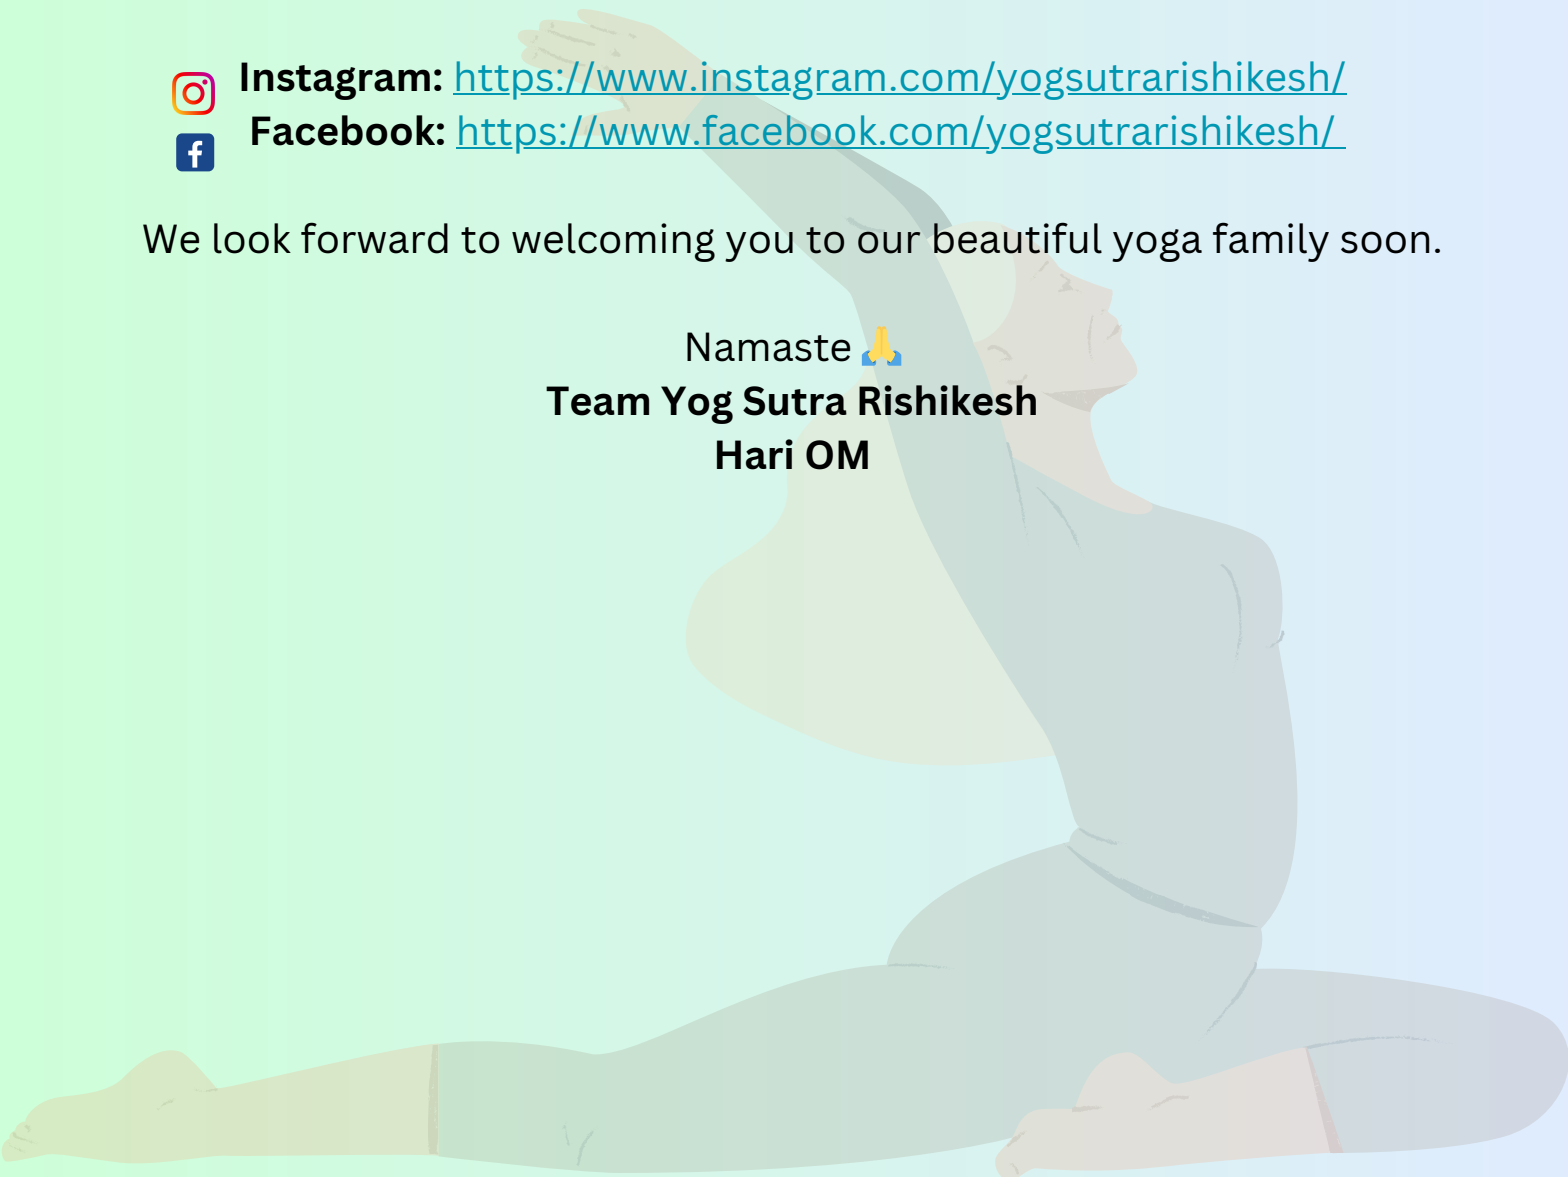 Instagram: https://www.instagram.com/yogsutrarishikesh/
Facebook: https://www.facebook.com/yogsutrarishikesh/
We look forward to welcoming you to our beautiful yoga family soon.
Namaste 🙏
Team Yog Sutra Rishikesh
Hari OM